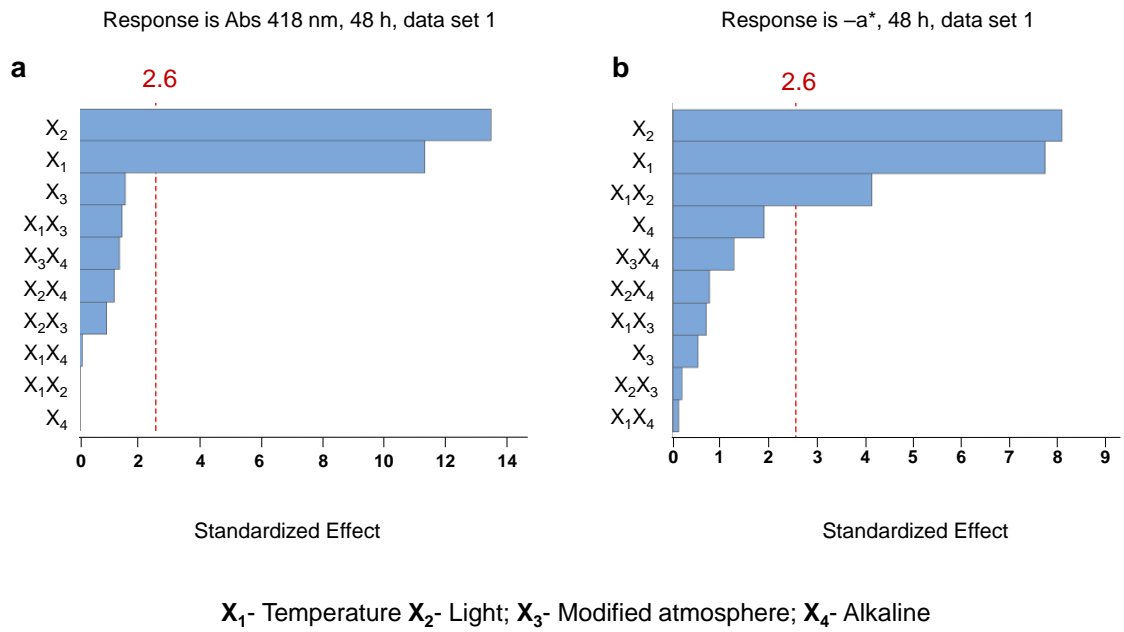 Response is Abs 418 nm, 48 h, data set 1
a
2.6
X₂
X₁
X₃
X₁X₃
X₃X₄
X₂X₄
X₂X₃
X₁X₄
X₁X₂
X₄
0 2 4 6 8 10 12 14
Standardized Effect
Response is –a*, 48 h, data set 1
b
2.6
X₂
X₁
X₁X₂
X₄
X₃X₄
X₂X₄
X₁X₃
X₃
X₂X₃
X₁X₄
0 1 2 3 4 5 6 7 8 9
Standardized Effect
X₁- Temperature X₂- Light; X₃- Modified atmosphere; X₄- Alkaline